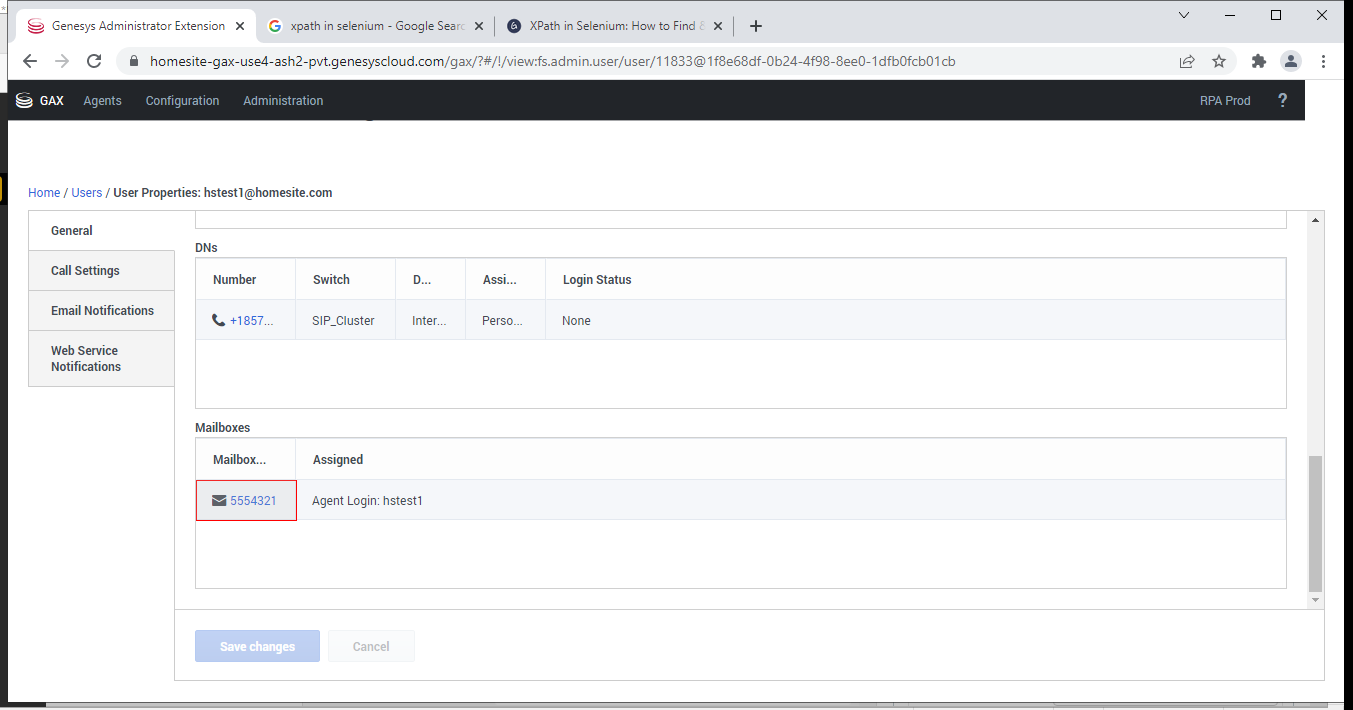 Genesys Administrator Extension
xpath in selenium - Google Searc
XPath in Selenium: How to Find &
homesite-gax-use4-ash2-pvt.genesyscloud.com/gax/?#/!/view:fs.admin.user/user/11833@1f8e68df-0b24-4f98-8ee0-1dfb0fcb01cb
GAX Agents Configuration Administration RPA Prod ?
Home / Users / User Properties: hstest1@homesite.com
General
Call Settings
Email Notifications
Web Service
Notifications
DNs
Number Switch D... Assi... Login Status
+1857... SIP_Cluster Inter... Perso... None
Mailboxes
Mailbox... Assigned
5554321 Agent Login: hstest1
Save changes Cancel